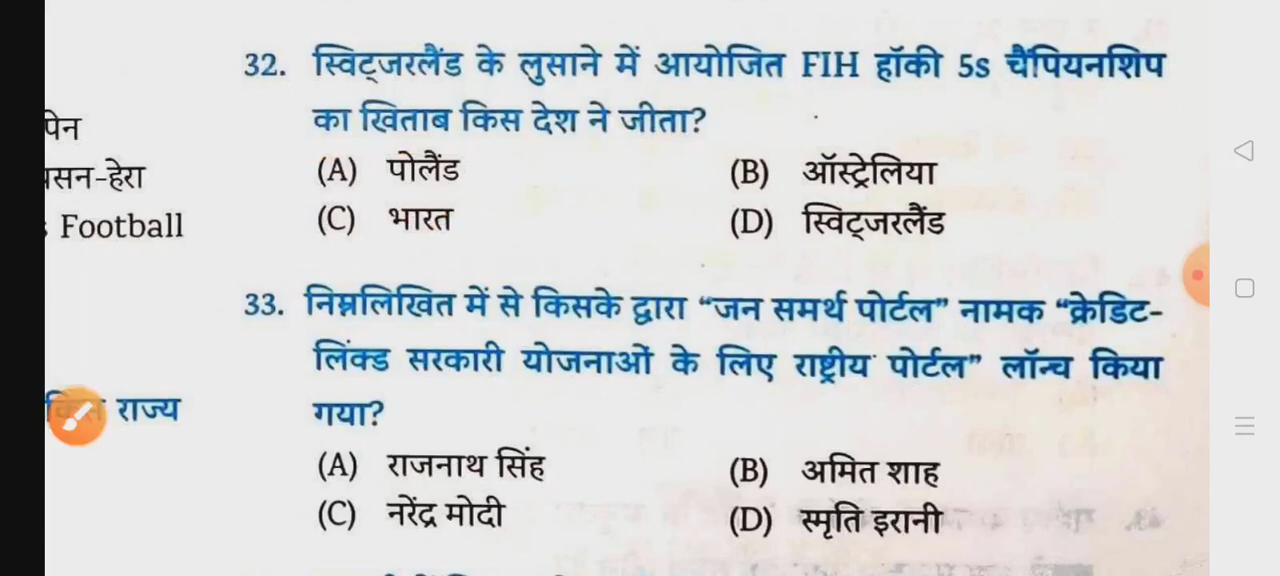 पेन
सन-हेरा
Football
राज्य
32. स्विट्जरलैंड के लुसाने में आयोजित FIH हॉकी 5s चैंपियनशिप
का खिताब किस देश ने जीता?
(A) पोलैंड (B) ऑस्ट्रेलिया
(C) भारत (D) स्विट्जरलैंड
33. निम्नलिखित में से किसके द्वारा “जन समर्थ पोर्टल” नामक “क्रेडिट-
लिंक्ड सरकारी योजनाओं के लिए राष्ट्रीय पोर्टल” लॉन्च किया
गया?
(A) राजनाथ सिंह (B) अमित शाह
(C) नरेंद्र मोदी (D) स्मृति इरानी